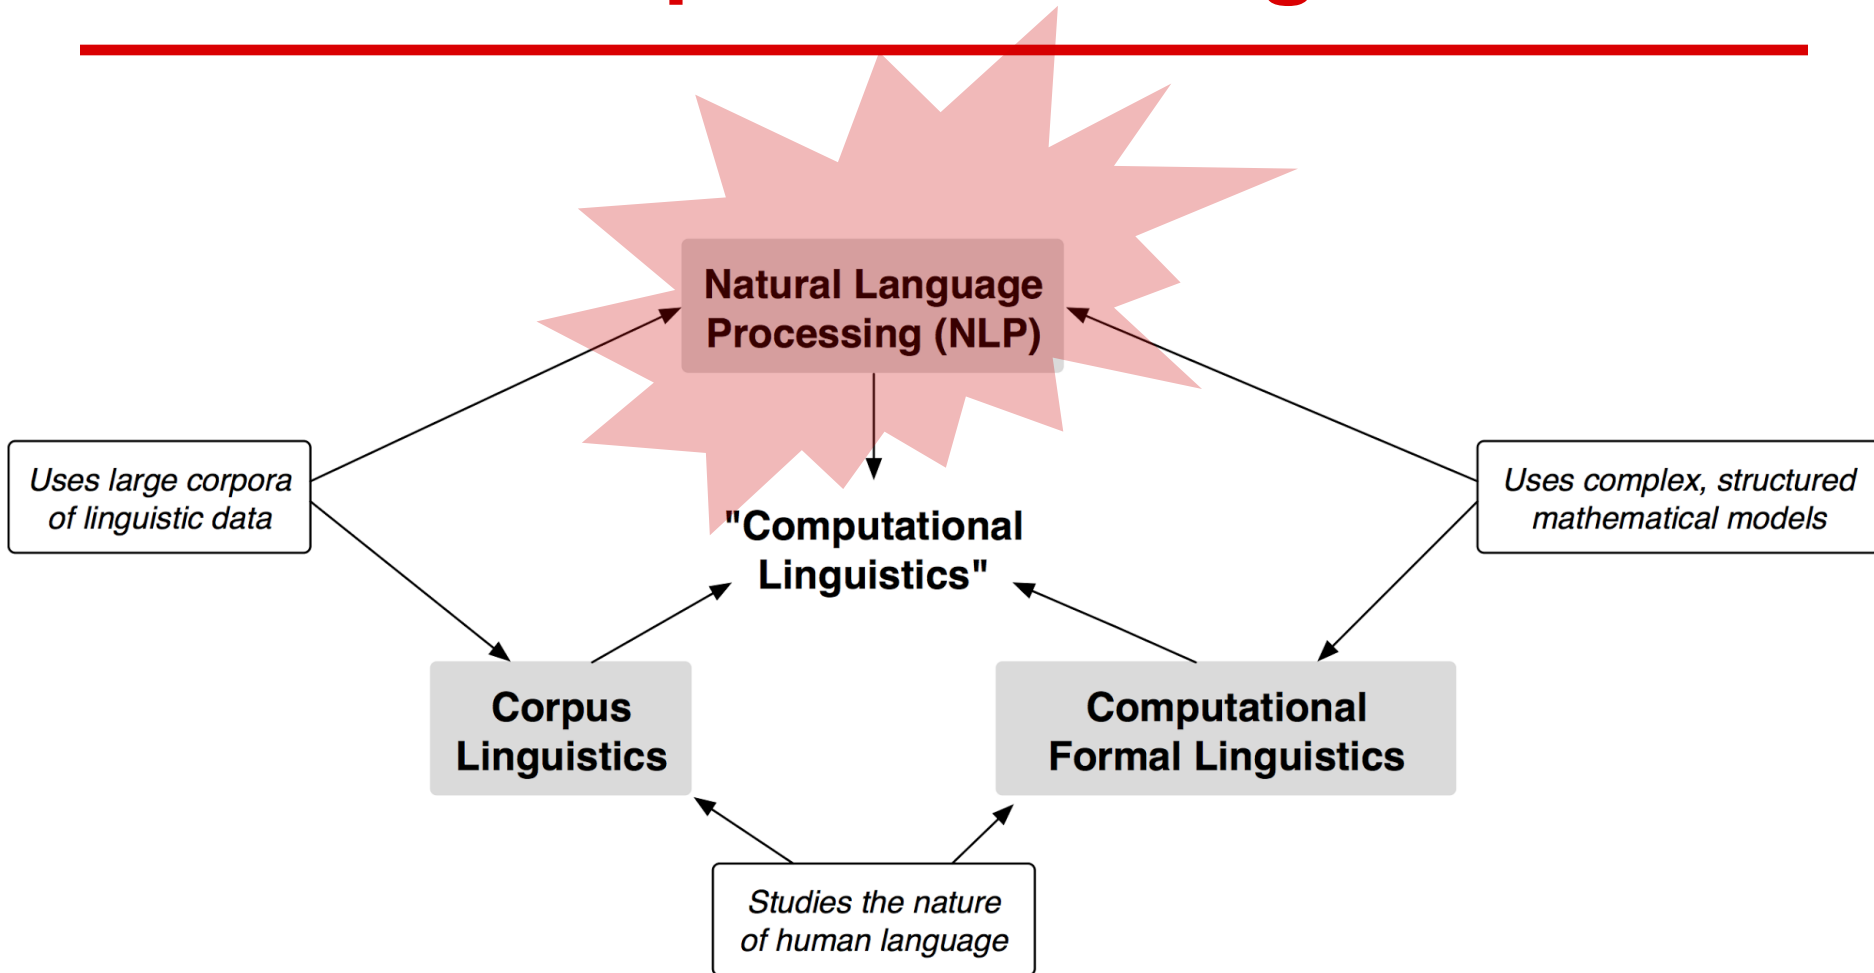 Natural Language
Processing (NLP)
Uses large corpora
of linguistic data
Uses complex, structured
mathematical models
"Computational
Linguistics"
Corpus
Linguistics
Computational
Formal Linguistics
Studies the nature
of human language